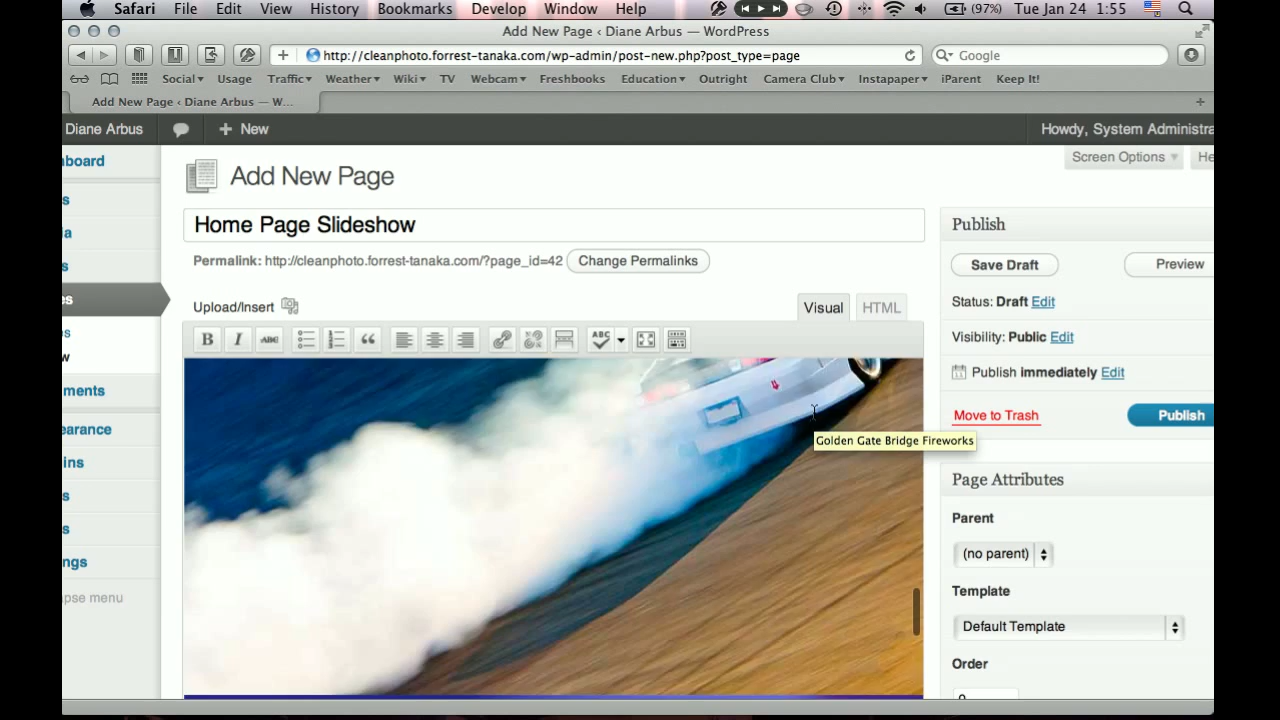 Safari File Edit View History Bookmarks Develop Window Help (97%) Tue Jan 24 1:55
Add New Page ‹ Diane Arbus — WordPress
http://cleanphoto.forrest-tanaka.com/wp-admin/post-new.php?post_type=page Google
Social Usage Traffic Weather Wiki TV Webcam Freshbooks Education Outright Camera Club Instapaper iParent Keep It!
Add New Page ‹ Diane Arbus — W...
Diane Arbus + New Howdy, System Administra
hboard
Screen Options He
Add New Page
s
Home Page Slideshow
Publish
a
Permalink: http://cleanphoto.forrest-tanaka.com/?page_id=42 Change Permalinks
Save Draft Preview
s
es
Upload/Insert Visual HTML
Status: Draft Edit
s
B I ABC ABC
Visibility: Public Edit
w
Publish immediately Edit
ments
Move to Trash Publish
earance
Golden Gate Bridge Fireworks
ins
Page Attributes
s
Parent
s
(no parent)
ngs
Template
pse menu
Default Template
Order
0